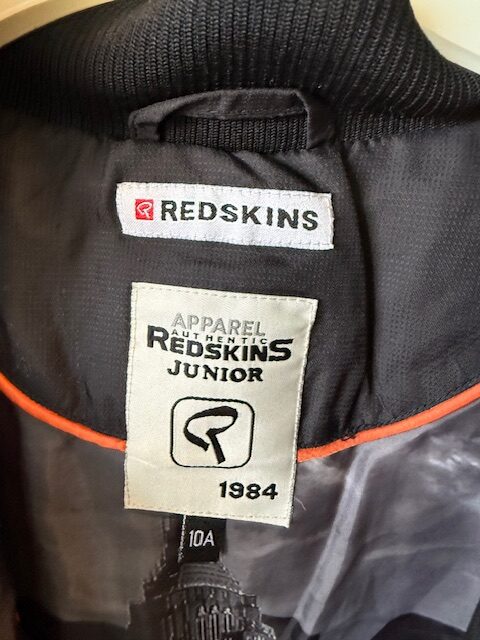 REDSKINS
APPAREL
AUTHENTIC
REDSKINS
JUNIOR
1984
10A